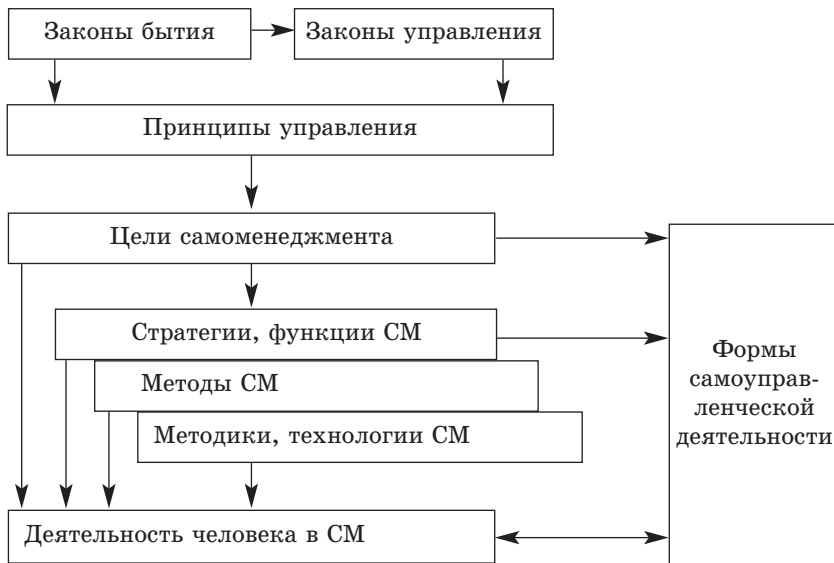 Законы бытия
Законы управления
Принципы управления
Цели самоменеджмента
Стратегии, функции СМ
Методы СМ
Методики, технологии СМ
Деятельность человека в СМ
Формы
самоуправ-
ленческой
деятельности